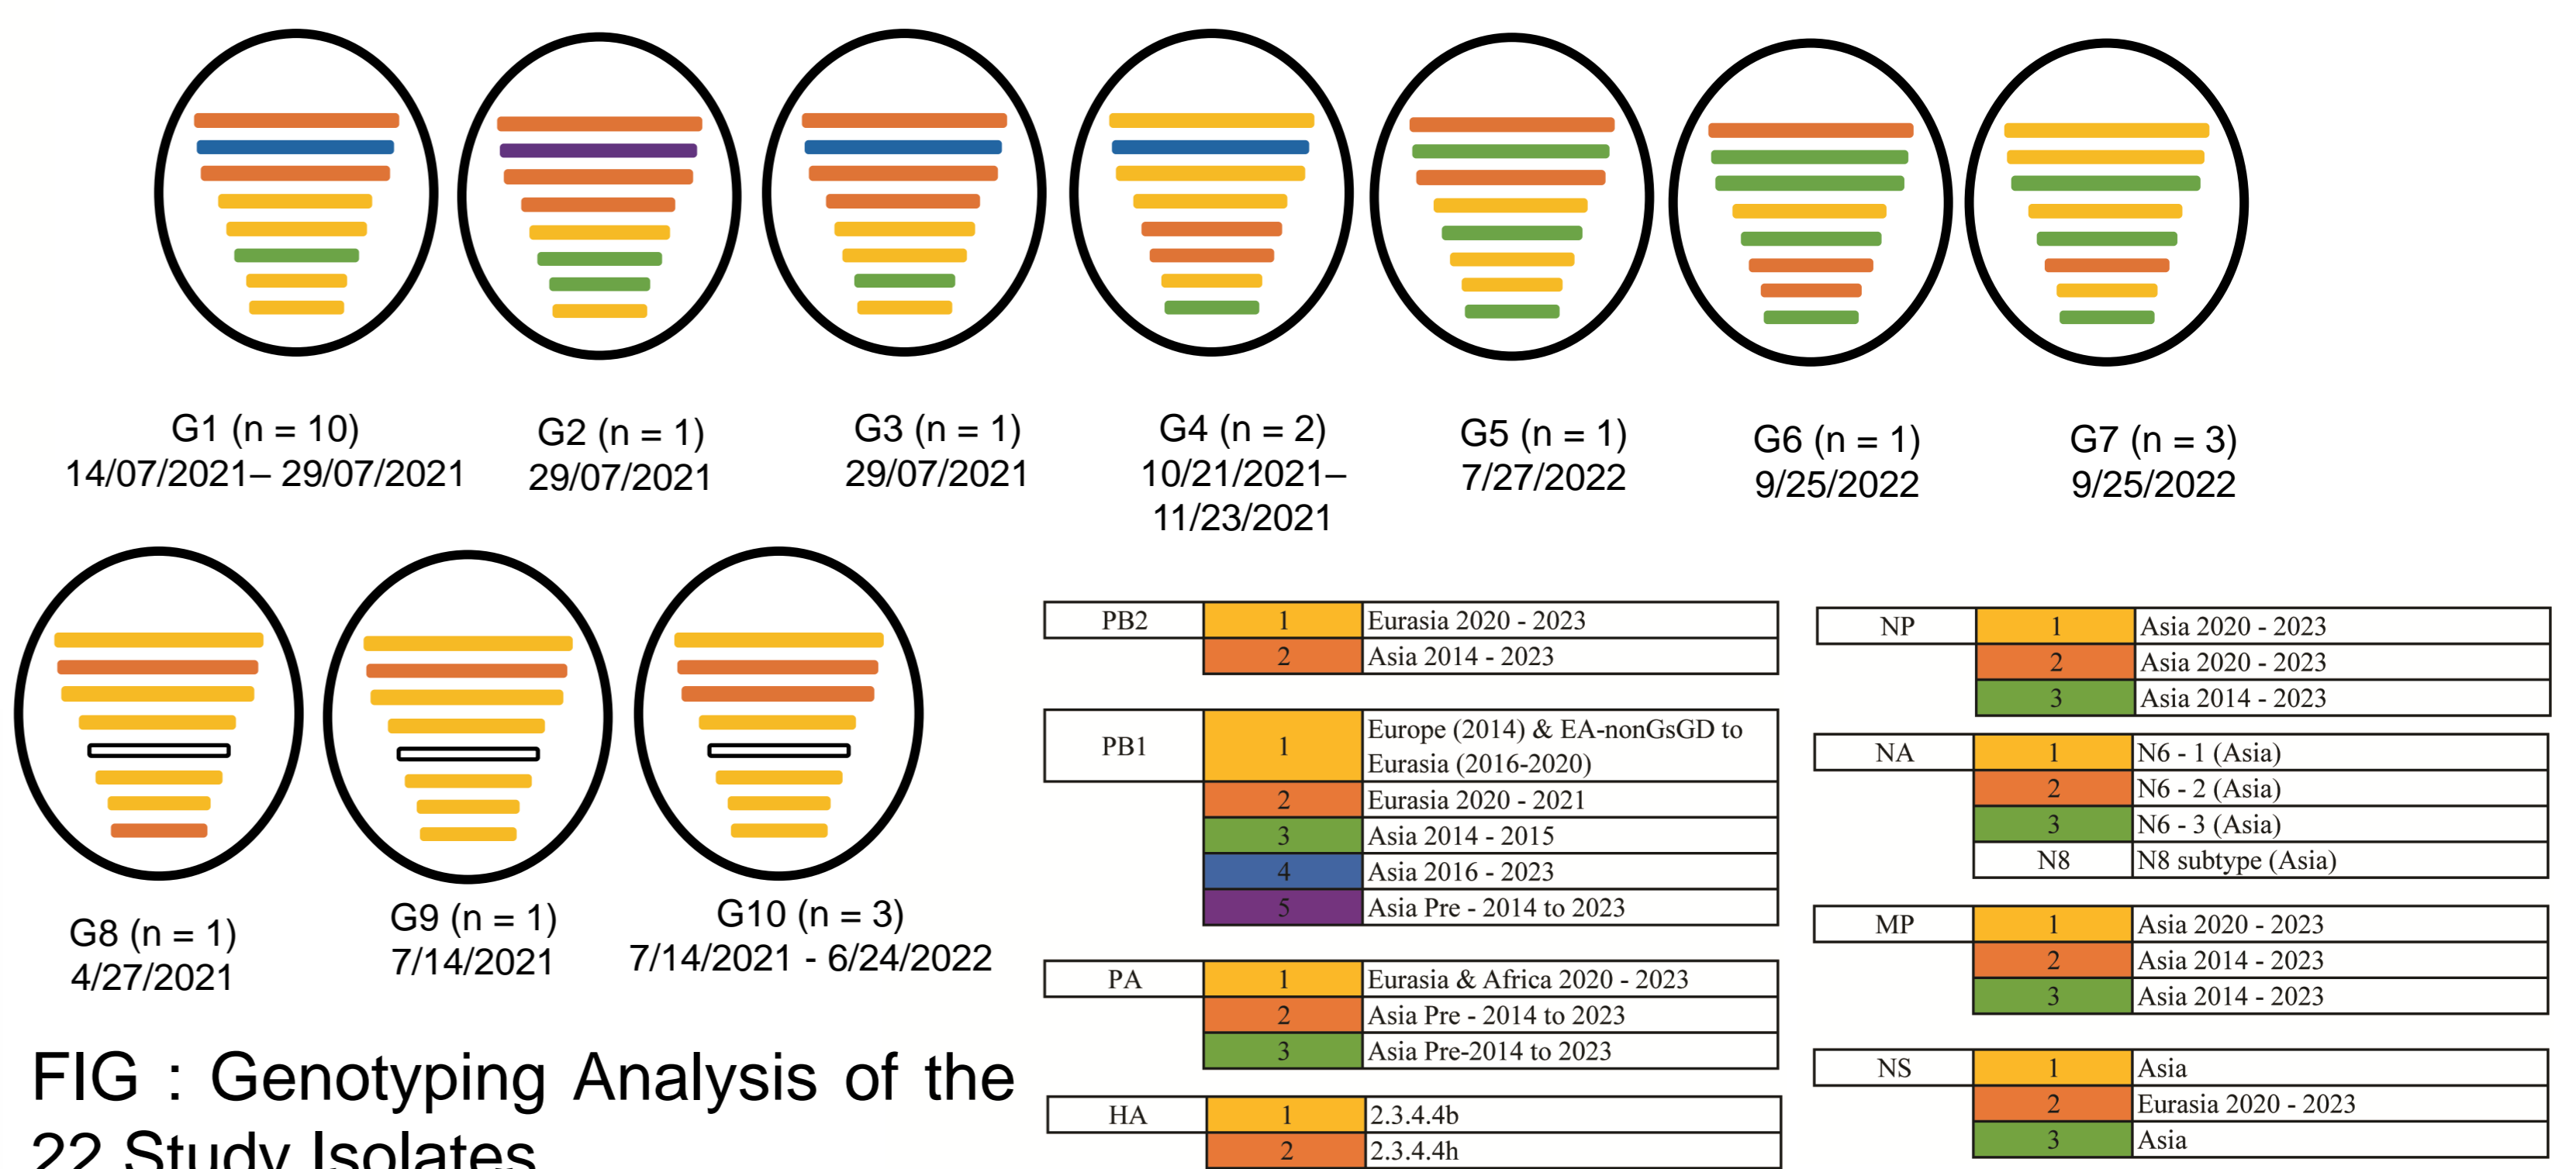 G1 (n = 10)
14/07/2021– 29/07/2021
G2 (n = 1)
29/07/2021
G3 (n = 1)
29/07/2021
G4 (n = 2)
10/21/2021–
11/23/2021
G5 (n = 1)
7/27/2022
G6 (n = 1)
9/25/2022
G7 (n = 3)
9/25/2022
G8 (n = 1)
4/27/2021
G9 (n = 1)
7/14/2021
G10 (n = 3)
7/14/2021 - 6/24/2022
FIG : Genotyping Analysis of the
22 Study Isolates
PB2 1 Eurasia 2020 - 2023
2 Asia 2014 - 2023
PB1 1 Europe (2014) & EA-nonGsGD to
Eurasia (2016-2020)
2 Eurasia 2020 - 2021
3 Asia 2014 - 2015
4 Asia 2016 - 2023
5 Asia Pre - 2014 to 2023
PA 1 Eurasia & Africa 2020 - 2023
2 Asia Pre - 2014 to 2023
3 Asia Pre-2014 to 2023
HA 1 2.3.4.4b
2 2.3.4.4h
NP 1 Asia 2020 - 2023
2 Asia 2020 - 2023
3 Asia 2014 - 2023
NA 1 N6 - 1 (Asia)
2 N6 - 2 (Asia)
3 N6 - 3 (Asia)
N8 N8 subtype (Asia)
MP 1 Asia 2020 - 2023
2 Asia 2014 - 2023
3 Asia 2014 - 2023
NS 1 Asia
2 Eurasia 2020 - 2023
3 Asia